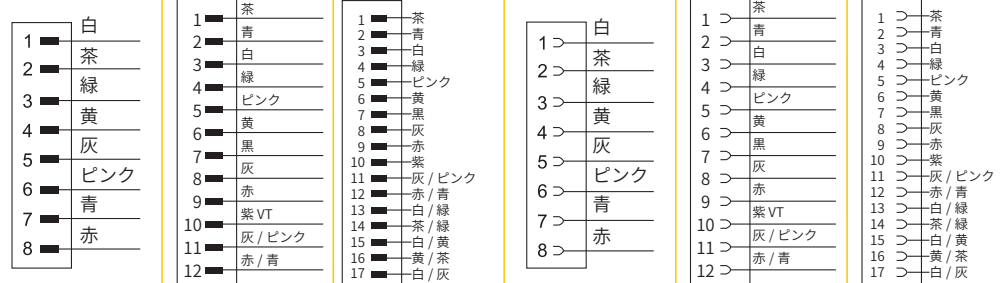 1 白
2 茶
3 緑
4 黄
5 灰
6 ピンク
7 青
8 赤
1 茶
2 青
3 白
4 緑
5 ピンク
6 黄
7 黒
8 灰
9 赤
10 紫 VT
11 灰 / ピンク
12 赤 / 青
1 茶
2 青
3 白
4 緑
5 ピンク
6 黄
7 黒
8 灰
9 赤
10 紫
11 灰 / ピンク
12 赤 / 青
13 白 / 緑
14 茶 / 緑
15 白 / 黄
16 黄 / 茶
17 白 / 灰
1 白
2 茶
3 緑
4 黄
5 灰
6 ピンク
7 青
8 赤
1 茶
2 青
3 白
4 緑
5 ピンク
6 黄
7 黒
8 灰
9 赤
10 紫 VT
11 灰 / ピンク
12 赤 / 青
1 茶
2 青
3 白
4 緑
5 ピンク
6 黄
7 黒
8 灰
9 赤
10 紫
11 灰 / ピンク
12 赤 / 青
13 白 / 緑
14 茶 / 緑
15 白 / 黄
16 黄 / 茶
17 白 / 灰